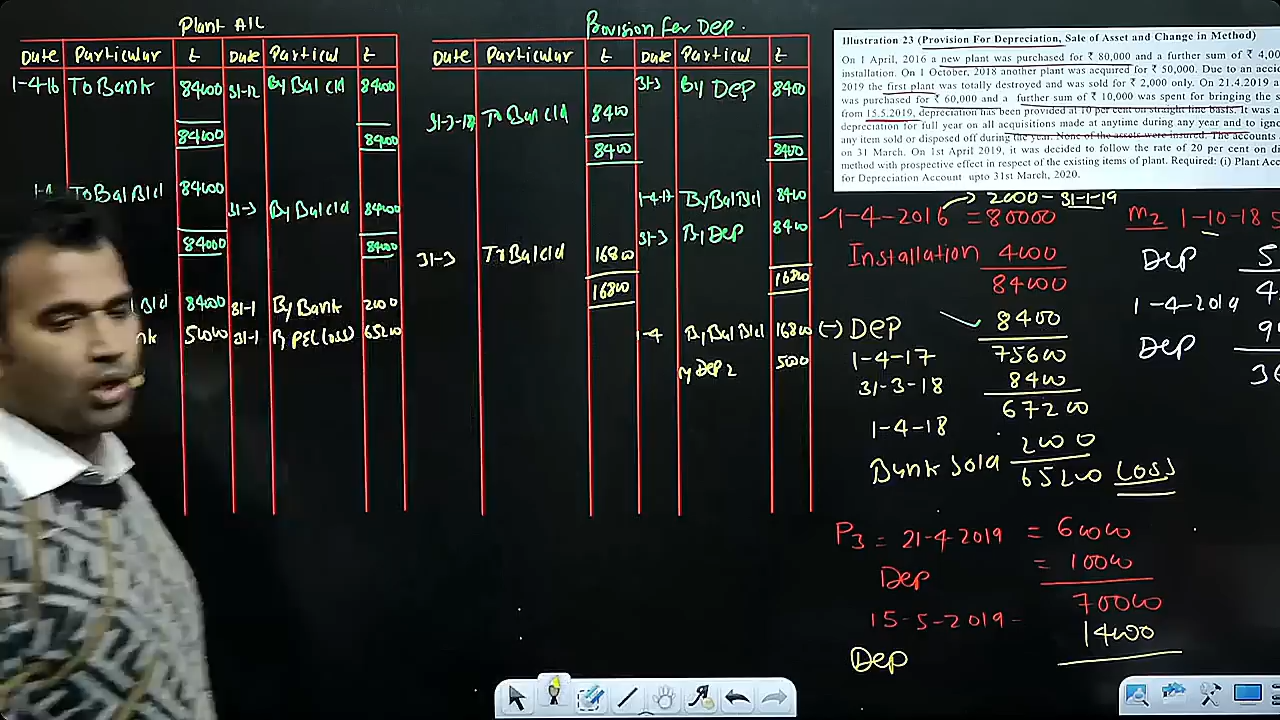 Plant A/C
Date Particular ₹ Date Particul ₹
1-4-16 To Bank 84000 31-12 By Bal c/d 84000
84000 84000
To Bal B/d 84000
31-3 By Bal c/d 84000
84000 84000
B/d 84000 31-1 By Bank 2000
50000 31-1 By P&L (Loss) 65200
Provision for Dep.
Date Particular ₹ Date Particular ₹
31-3 By Dep 8400
31-3-18 To Bal c/d 8400
8400 8400
1-4-17 By Bal B/d 8400
31-3 By Dep 8400
31-3 To Bal c/d 16800
16800 16800
1-4 By Bal B/d 16800
By Dep 2 5000
Illustration 23 (Provision For Depreciation, Sale of Asset and Change in Method)
On 1 April, 2016 a new plant was purchased for ₹ 80,000 and a further sum of ₹ 4,00
installation. On 1 October, 2018 another plant was acquired for ₹ 50,000. Due to an accid
2019 the first plant was totally destroyed and was sold for ₹ 2,000 only. On 21.4.2019
was purchased for ₹ 60,000 and a further sum of ₹ 10,000 was spent for bringing the s
from 15.5.2019, depreciation has been provided at 10 per cent on straight line basis. It was
depreciation for full year on all acquisitions made at anytime during any year and to ignor
any item sold or disposed off during the year. None of the assets were insured. The accounts
on 31 March. On 1st April 2019, it was decided to follow the rate of 20 per cent on di
method with prospective effect in respect of the existing items of plant. Required: (i) Plant Acc
for Depreciation Account upto 31st March, 2020.
2000 - 31-1-19
1-4-2016 = 80000
Installation 4000
84000
(-) Dep 8400
1-4-17 75600
31-3-18 8400
1-4-18 67200
2000
Bank Sold 65200 Loss
M2 1-10-18 5
Dep 5
4
1-4-2019
Dep 9
36
P3 = 21-4-2019 = 60000
= 10000
Dep
70000
15-5-2019 -
14000
Dep